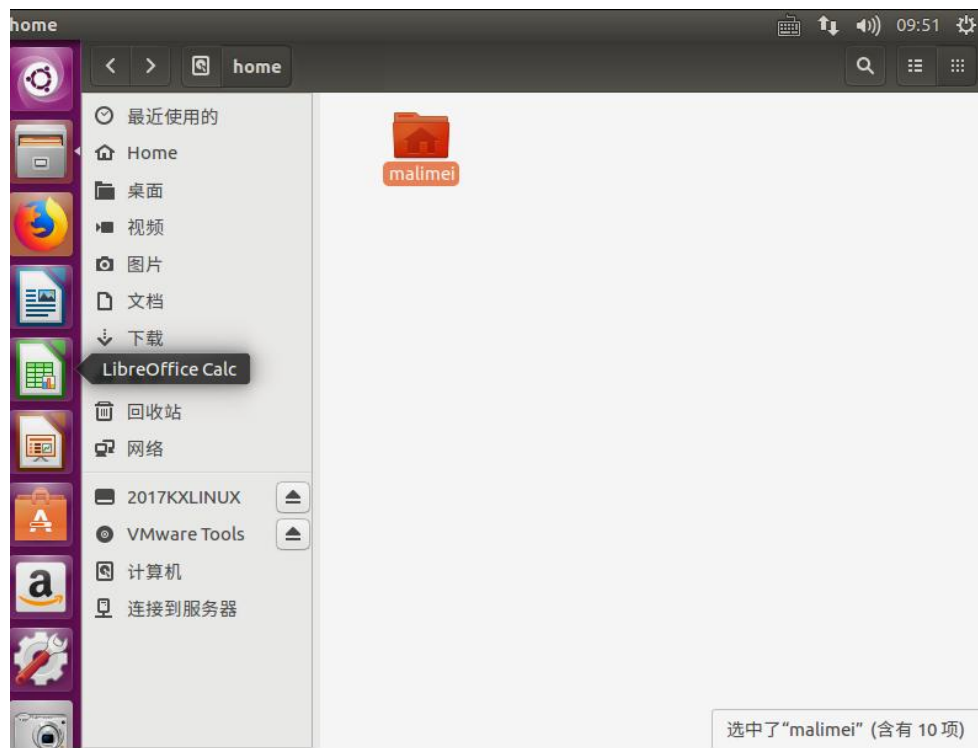 home
09:51
home
最近使用的
Home
桌面
视频
图片
文档
下载
LibreOffice Calc
回收站
网络
2017KXLINUX
VMware Tools
计算机
连接到服务器
malimei
选中了“malimei” (含有 10 项)